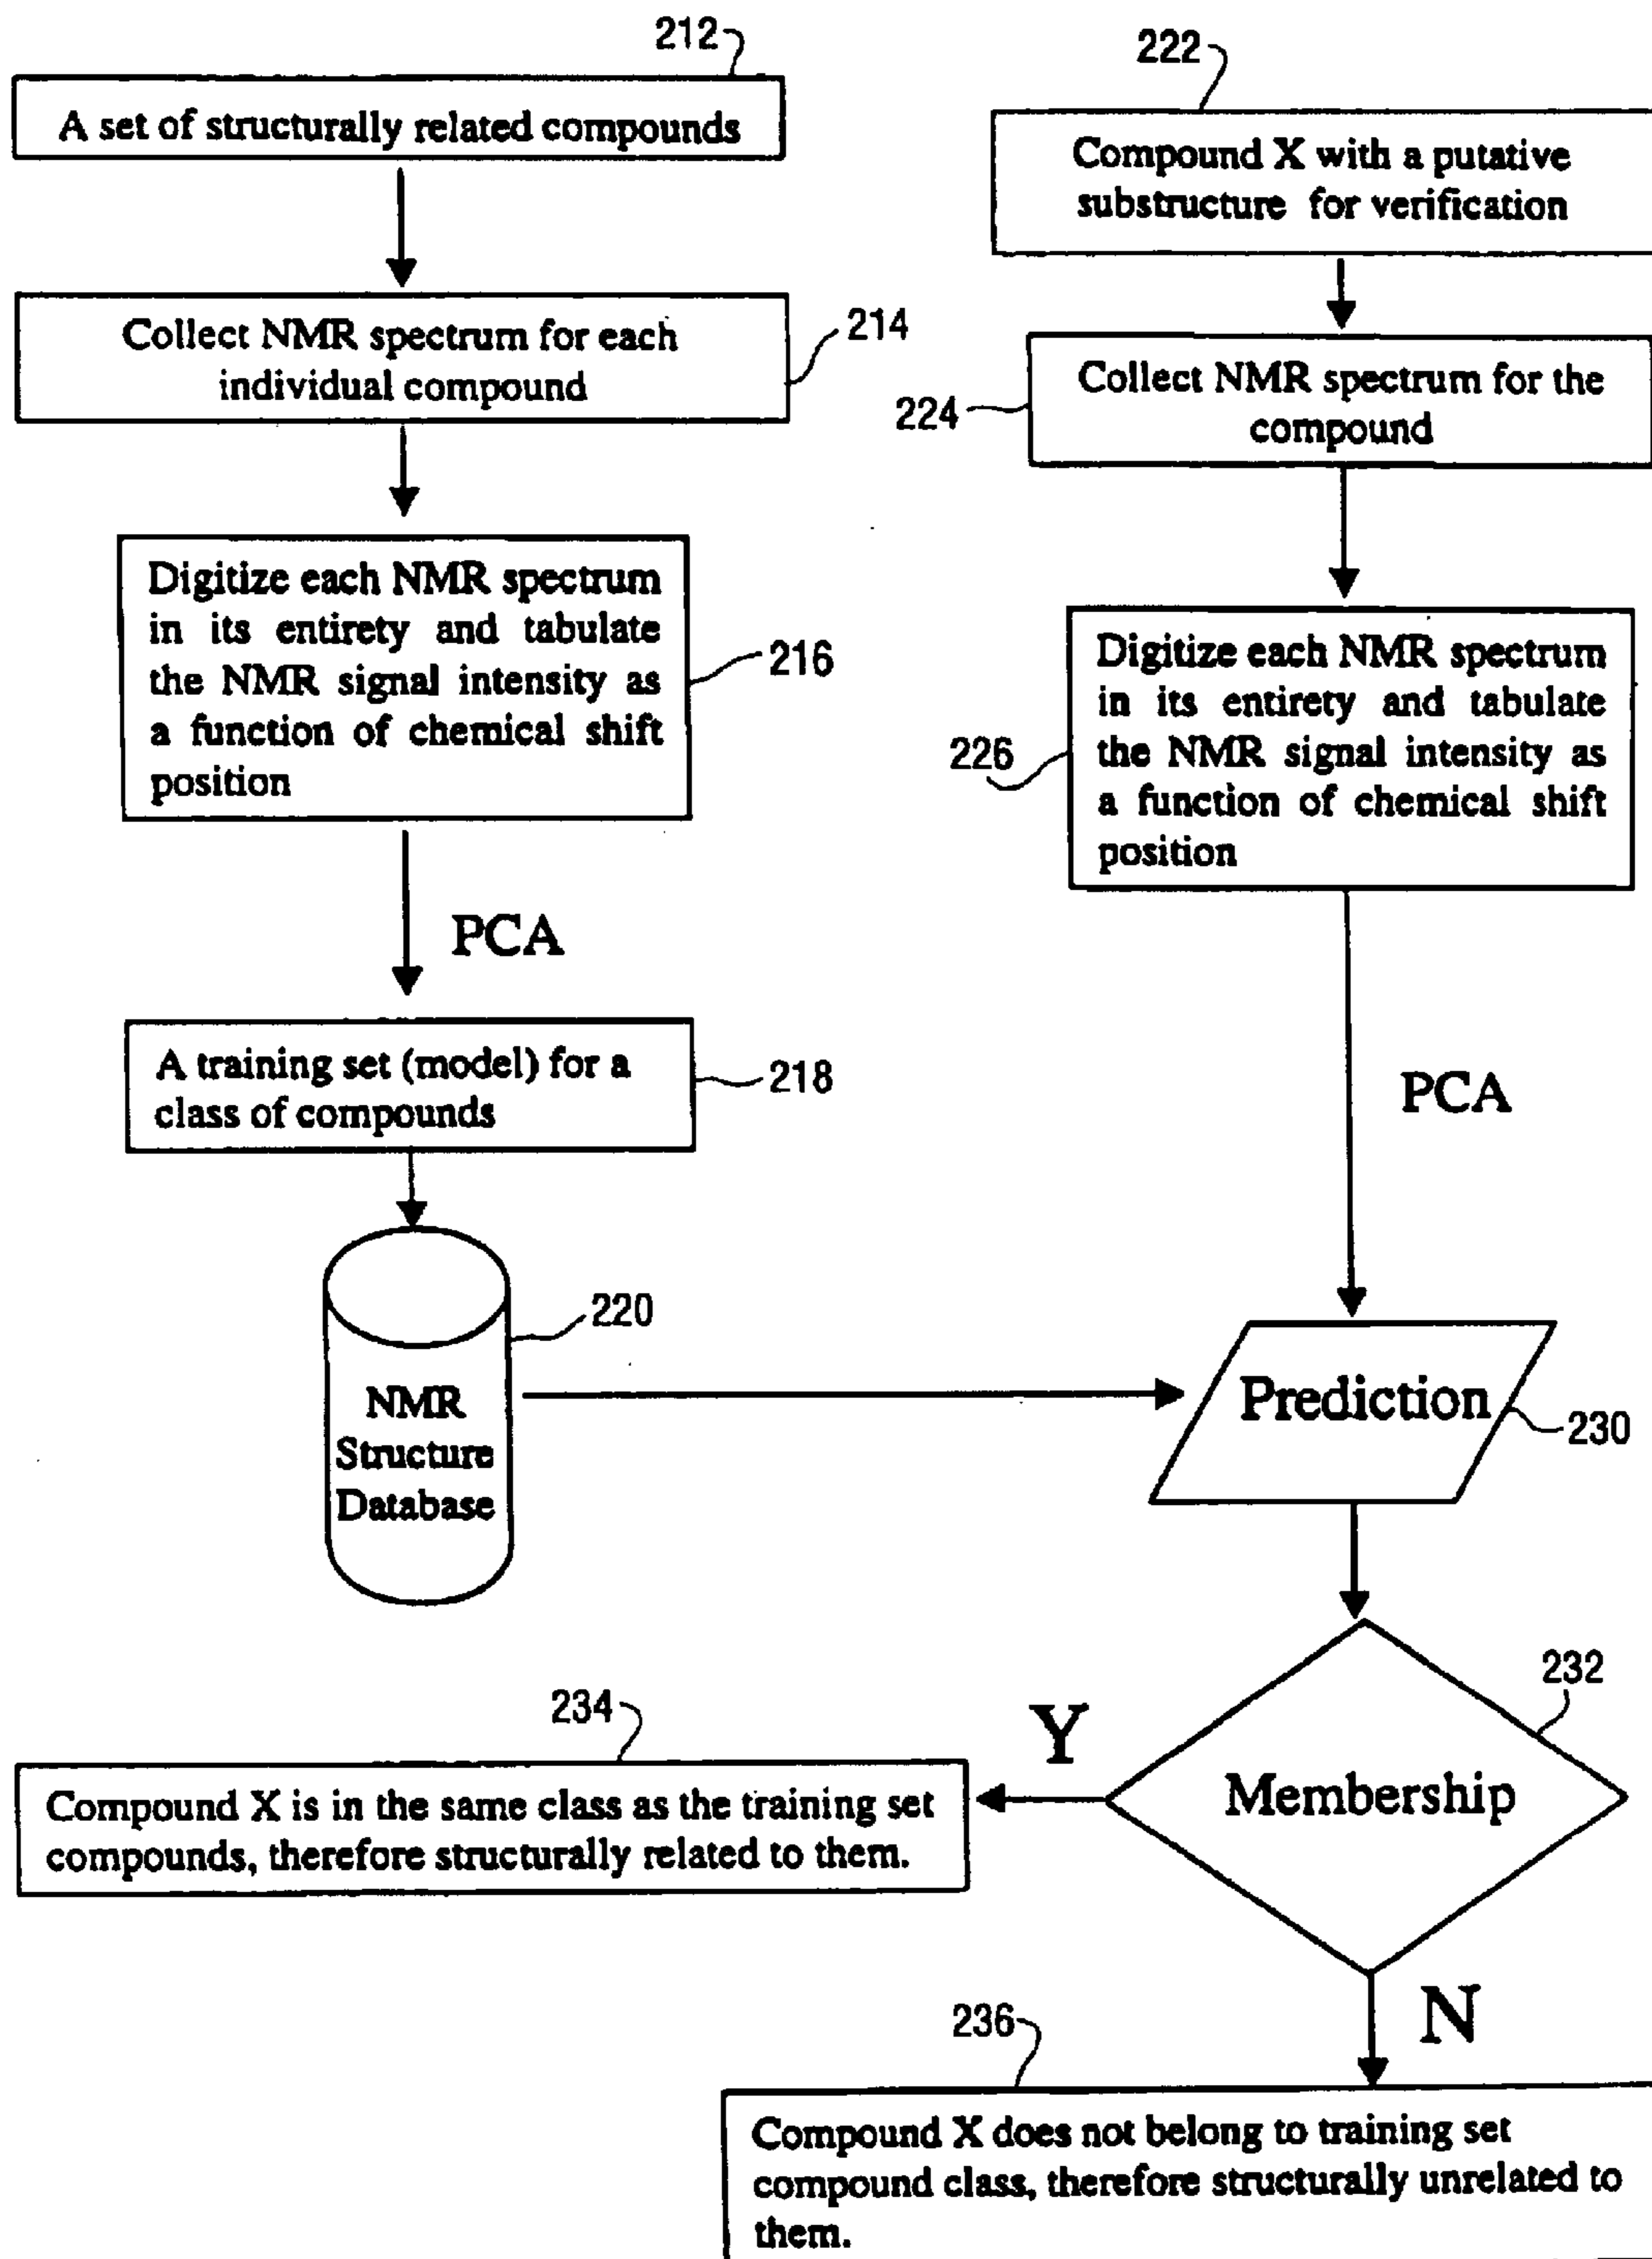 212
A set of structurally related compounds
Collect NMR spectrum for each
individual compound
214
Digitize each NMR spectrum
in its entirety and tabulate
the NMR signal intensity as
a function of chemical shift
position
216
PCA
A training set (model) for a
class of compounds
218
220
NMR
Structure
Database
222
Compound X with a putative
substructure for verification
224
Collect NMR spectrum for the
compound
226
Digitize each NMR spectrum
in its entirety and tabulate
the NMR signal intensity as
a function of chemical shift
position
PCA
Prediction
230
232
Membership
Y
234
Compound X is in the same class as the training set
compounds, therefore structurally related to them.
N
236
Compound X does not belong to training set
compound class, therefore structurally unrelated to
them.